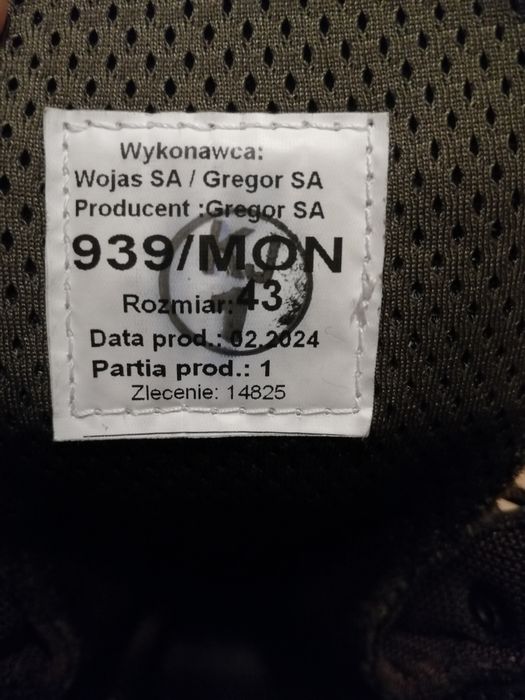 Wykonawca:
Wojas SA / Gregor SA
Producent :Gregor SA
939/MON
Rozmiar:43
Data prod.: 02.2024
Partia prod.: 1
Zlecenie: 14825